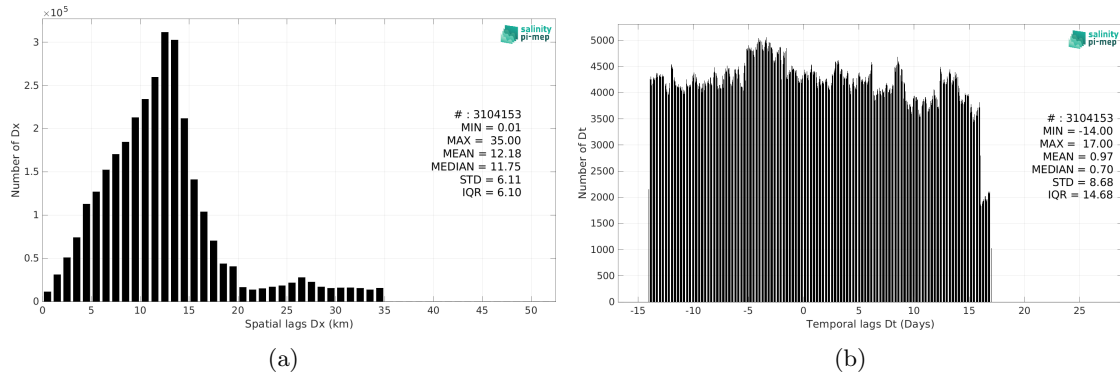 ×10⁵
3
2.5
2
1.5
1
0.5
0
Number of Dx
0 5 10 15 20 25 30 35 40 45 50
Spatial lags Dx (km)
salinity
pi-mep
# : 3104153
MIN = 0.01
MAX = 35.00
MEAN = 12.18
MEDIAN = 11.75
STD = 6.11
IQR = 6.10
(a)
5000
4500
4000
3500
3000
2500
2000
1500
1000
500
0
Number of Dt
-15 -10 -5 0 5 10 15 20 25
Temporal lags Dt (Days)
salinity
pi-mep
# : 3104153
MIN = -14.00
MAX = 17.00
MEAN = 0.97
MEDIAN = 0.70
STD = 8.68
IQR = 14.68
(b)